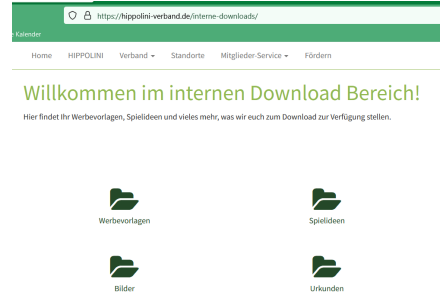 https://hippolini-verband.de/interne-downloads/
Kalender
Home HIPPOLINI Verband Standorte Mitglieder-Service Fördern
Willkommen im internen Download Bereich!
Hier findet Ihr Werbevorlagen, Spielideen und vieles mehr, was wir euch zum Download zur Verfügung stellen.
Werbevorlagen Spielideen
Bilder Urkunden